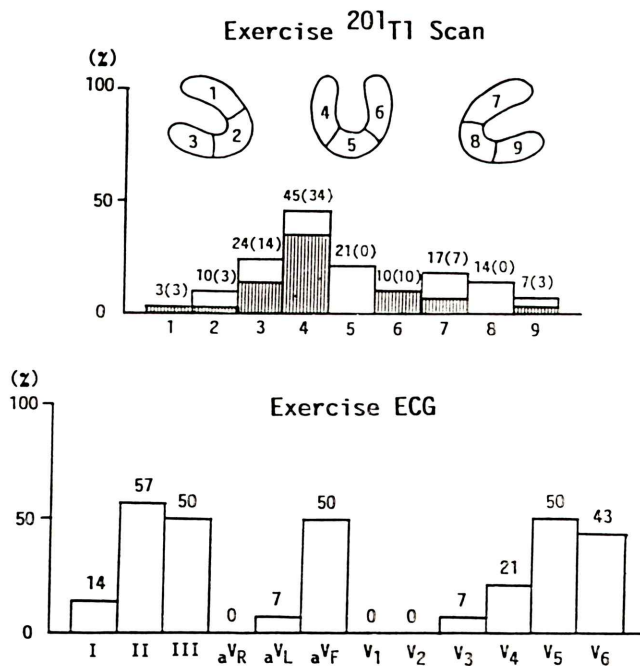 Exercise ²⁰¹Tl Scan
(%)
100
1 2 3
4 5 6
7 8 9
50
45(34)
24(14) 21(0)
3(3) 10(3) 10(10) 17(7) 14(0) 7(3)
0
1 2 3 4 5 6 7 8 9
(%)
100
Exercise ECG
57
50 50 50
50
43
21
14
7 7
0 0 0
0
I II III aVR aVL aVF V1 V2 V3 V4 V5 V6